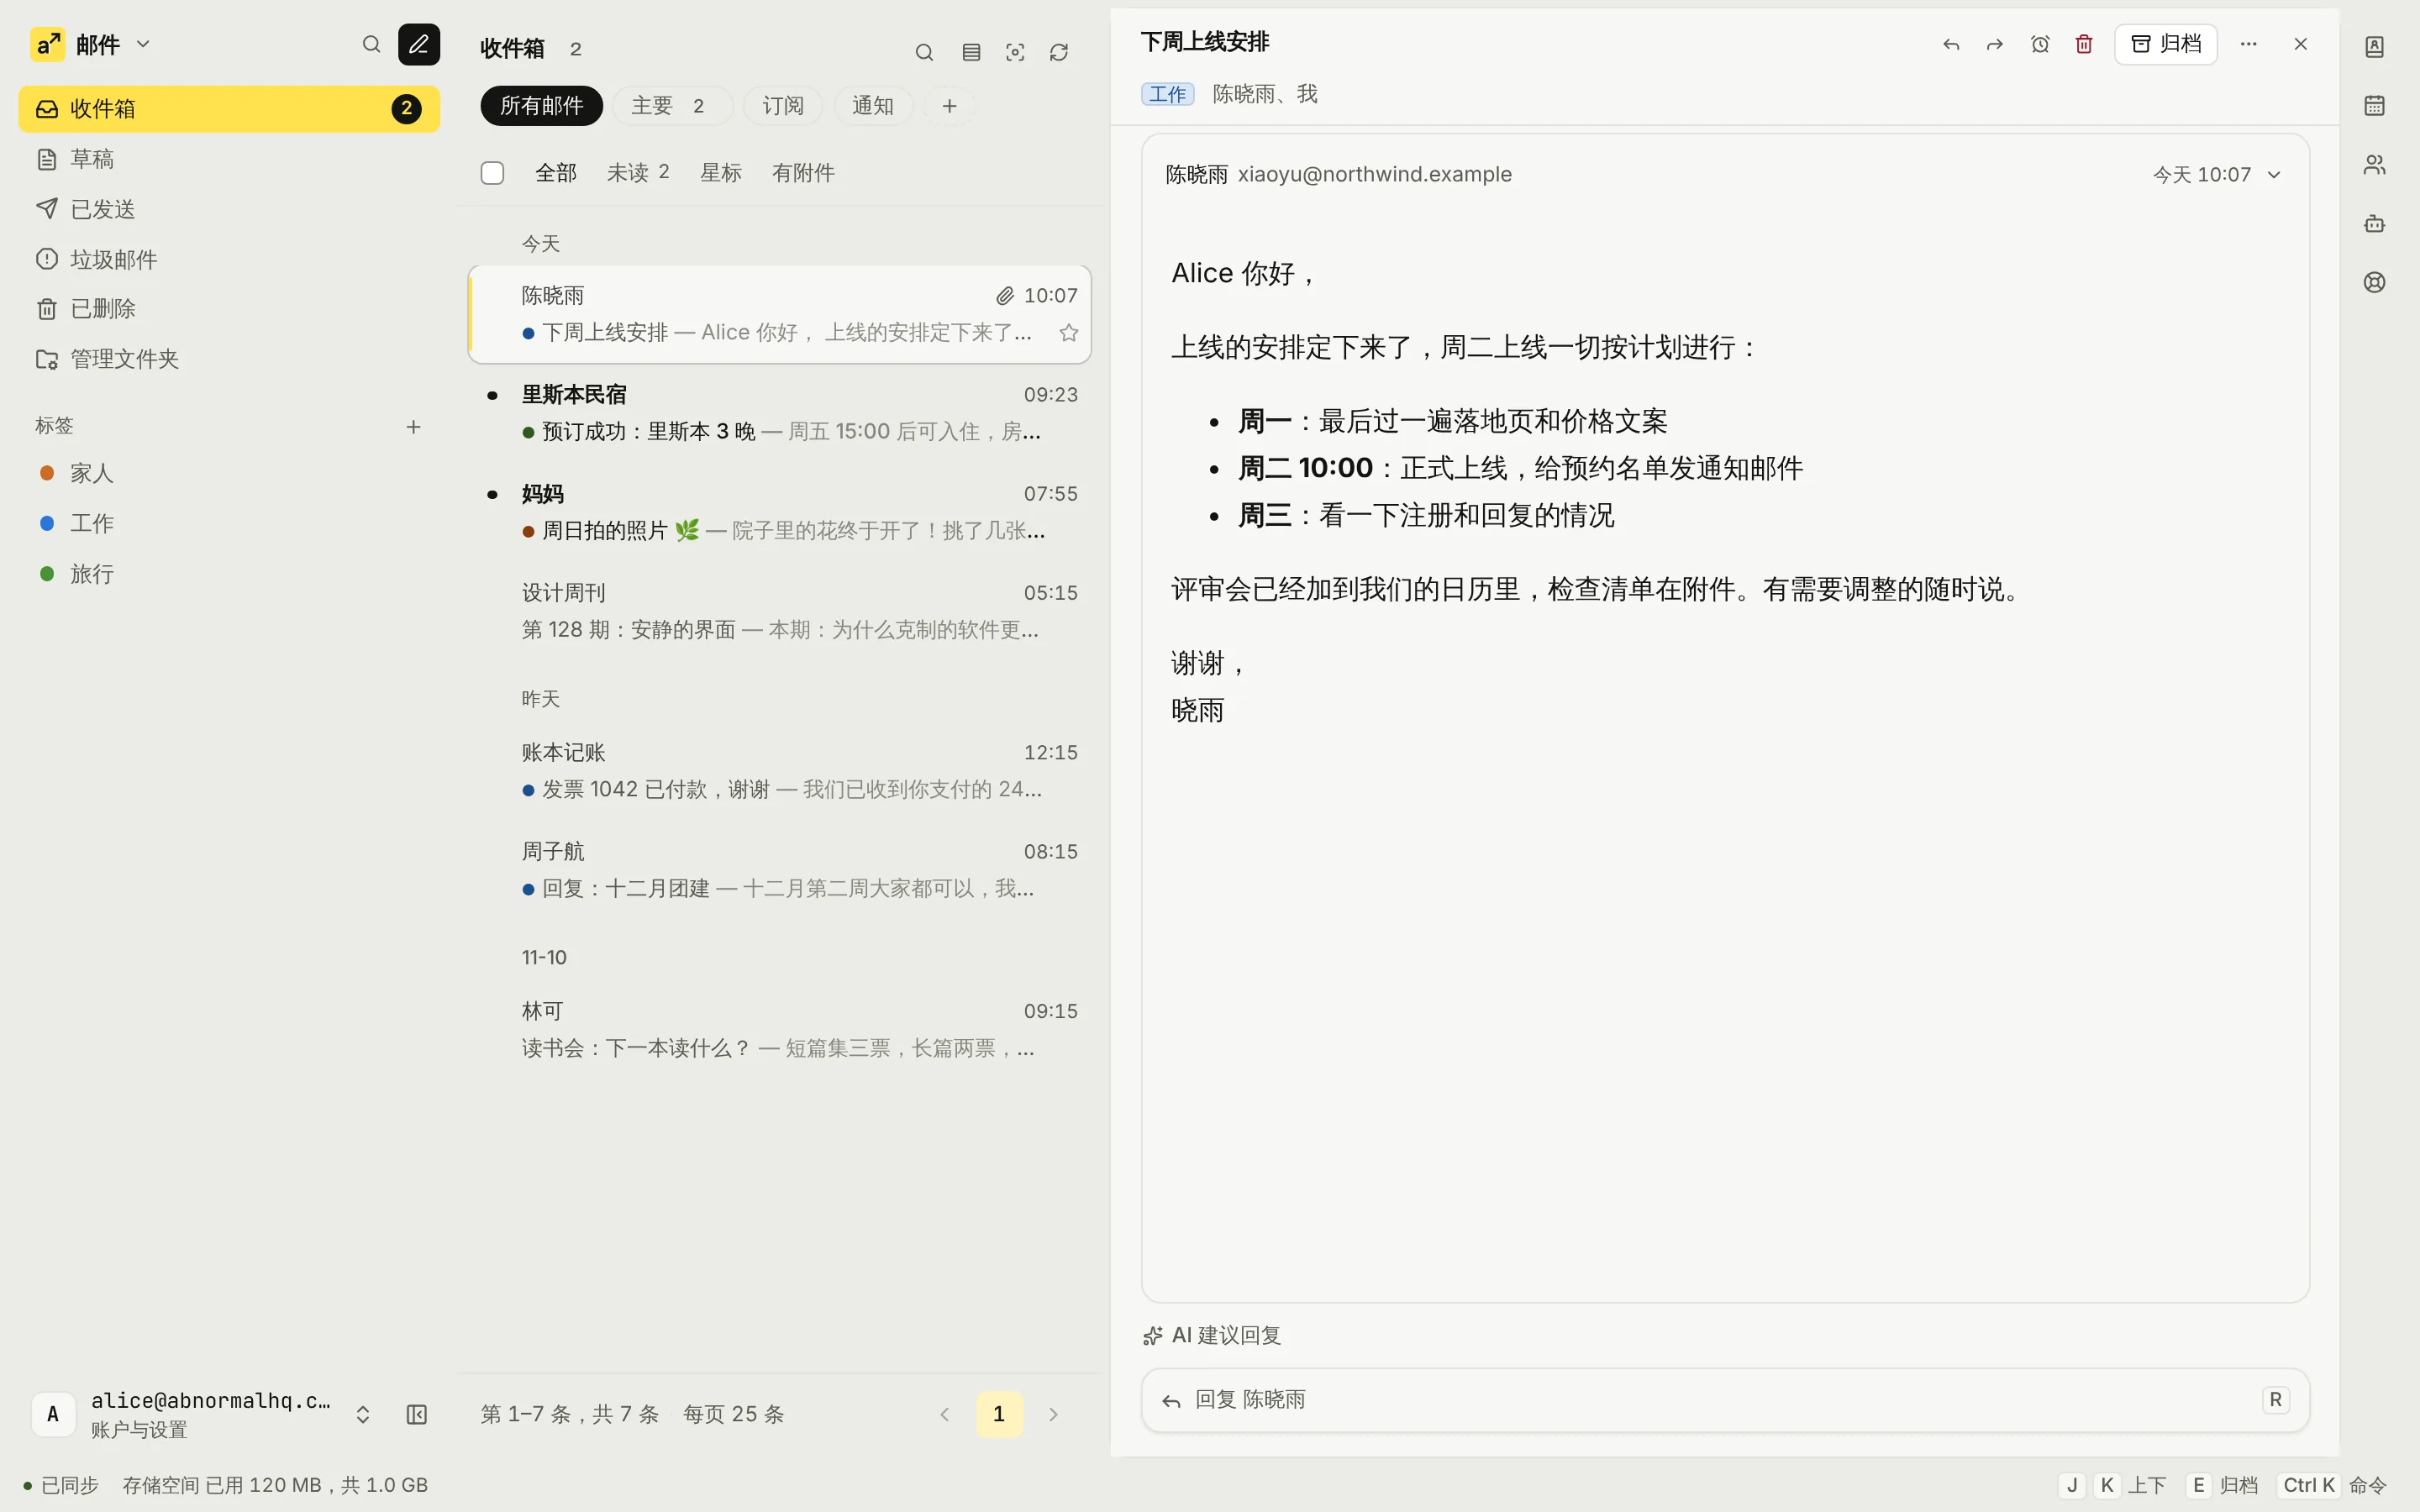 a 邮件
收件箱 2
草稿
已发送
垃圾邮件
已删除
管理文件夹
标签
家人
工作
旅行
A alice@abnormalhq.c…
账户与设置
已同步 存储空间 已用 120 MB，共 1.0 GB
收件箱 2
所有邮件 主要 2 订阅 通知
全部 未读 2 星标 有附件
今天
陈晓雨 10:07
下周上线安排 — Alice 你好， 上线的安排定下来了…
里斯本民宿 09:23
预订成功：里斯本 3 晚 — 周五 15:00 后可入住，房…
妈妈 07:55
周日拍的照片 🌿 — 院子里的花终于开了！挑了几张…
设计周刊 05:15
第 128 期：安静的界面 — 本期：为什么克制的软件更…
昨天
账本记账 12:15
发票 1042 已付款，谢谢 — 我们已收到你支付的 24…
周子航 08:15
回复：十二月团建 — 十二月第二周大家都可以，我…
11-10
林可 09:15
读书会：下一本读什么？ — 短篇集三票，长篇两票，…
第 1–7 条，共 7 条 每页 25 条 1
下周上线安排 归档
工作 陈晓雨、我
陈晓雨 xiaoyu@northwind.example 今天 10:07
Alice 你好，
上线的安排定下来了，周二上线一切按计划进行：
周一：最后过一遍落地页和价格文案
周二 10:00：正式上线，给预约名单发通知邮件
周三：看一下注册和回复的情况
评审会已经加到我们的日历里，检查清单在附件。有需要调整的随时说。
谢谢，
晓雨
AI 建议回复
回复 陈晓雨 R
J K 上下 E 归档 Ctrl K 命令